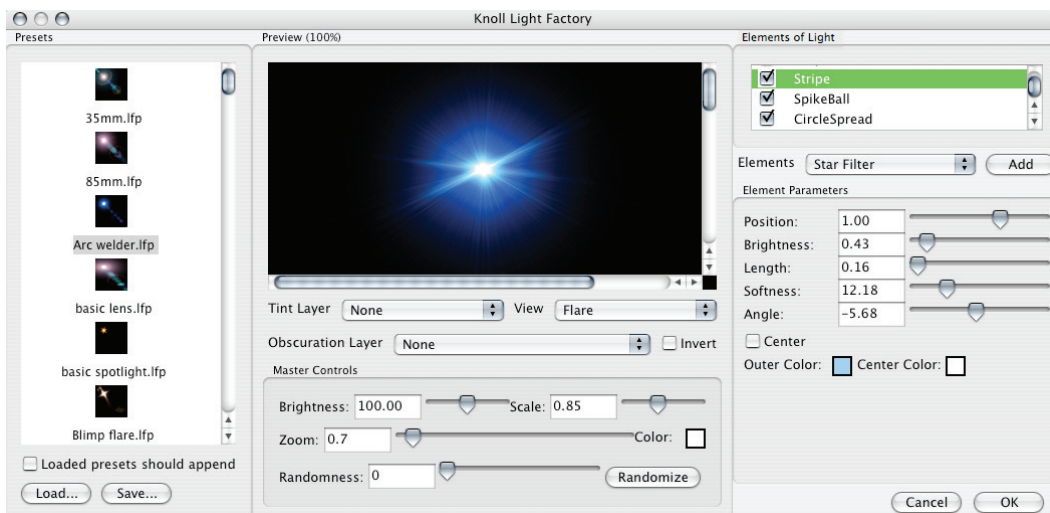 Knoll Light Factory
Presets
35mm.lfp
85mm.lfp
Arc welder.lfp
basic lens.lfp
basic spotlight.lfp
Blimp flare.lfp
Loaded presets should append
Load... Save...
Preview (100%)
Tint Layer None View Flare
Obscuration Layer None Invert
Master Controls
Brightness: 100.00 Scale: 0.85
Zoom: 0.7 Color:
Randomness: 0 Randomize
Elements of Light
Stripe
SpikeBall
CircleSpread
Elements Star Filter Add
Element Parameters
Position: 1.00
Brightness: 0.43
Length: 0.16
Softness: 12.18
Angle: -5.68
Center
Outer Color: Center Color:
Cancel OK